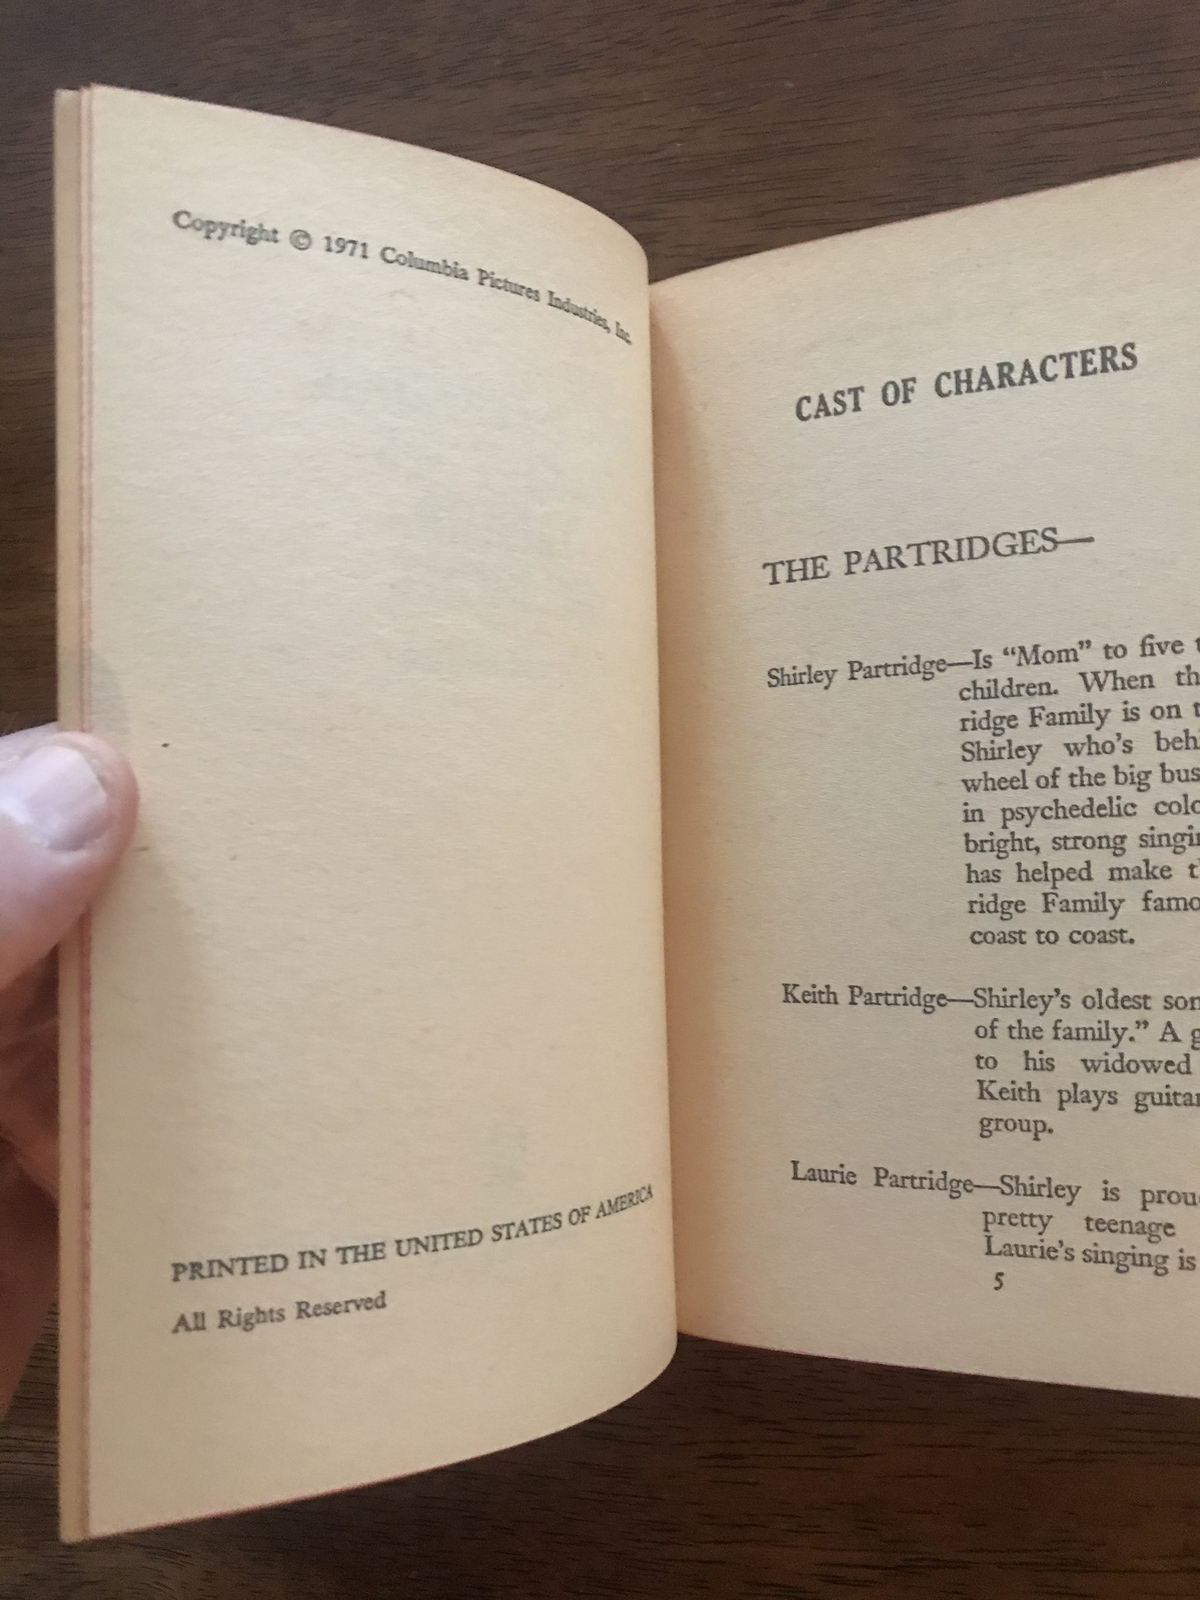 Copyright © 1971 Columbia Pictures Industries, Inc.
PRINTED IN THE UNITED STATES OF AMERICA
All Rights Reserved
CAST OF CHARACTERS
THE PARTRIDGES—
Shirley Partridge—Is “Mom” to five
children. When
ridge Family is on
Shirley who’s
wheel of the big bus
in psychedelic
bright, strong
has helped make
ridge Family
coast to coast.
Keith Partridge—Shirley’s oldest son
of the family.” A
to his widowed
Keith plays guitar
group.
Laurie Partridge—Shirley is
pretty teenage
Laurie’s singing is
5